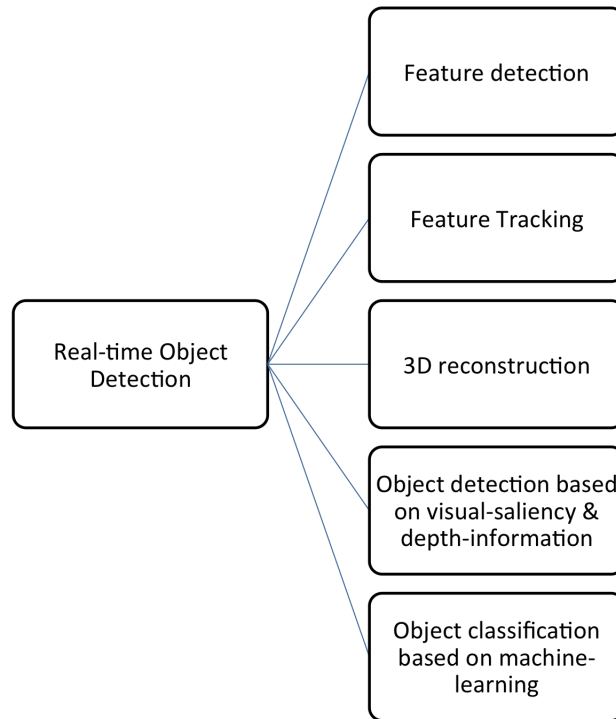 Feature detection
Feature Tracking
Real-time Object
Detection
3D reconstruction
Object detection based
on visual-saliency &
depth-information
Object classification
based on machine-
learning